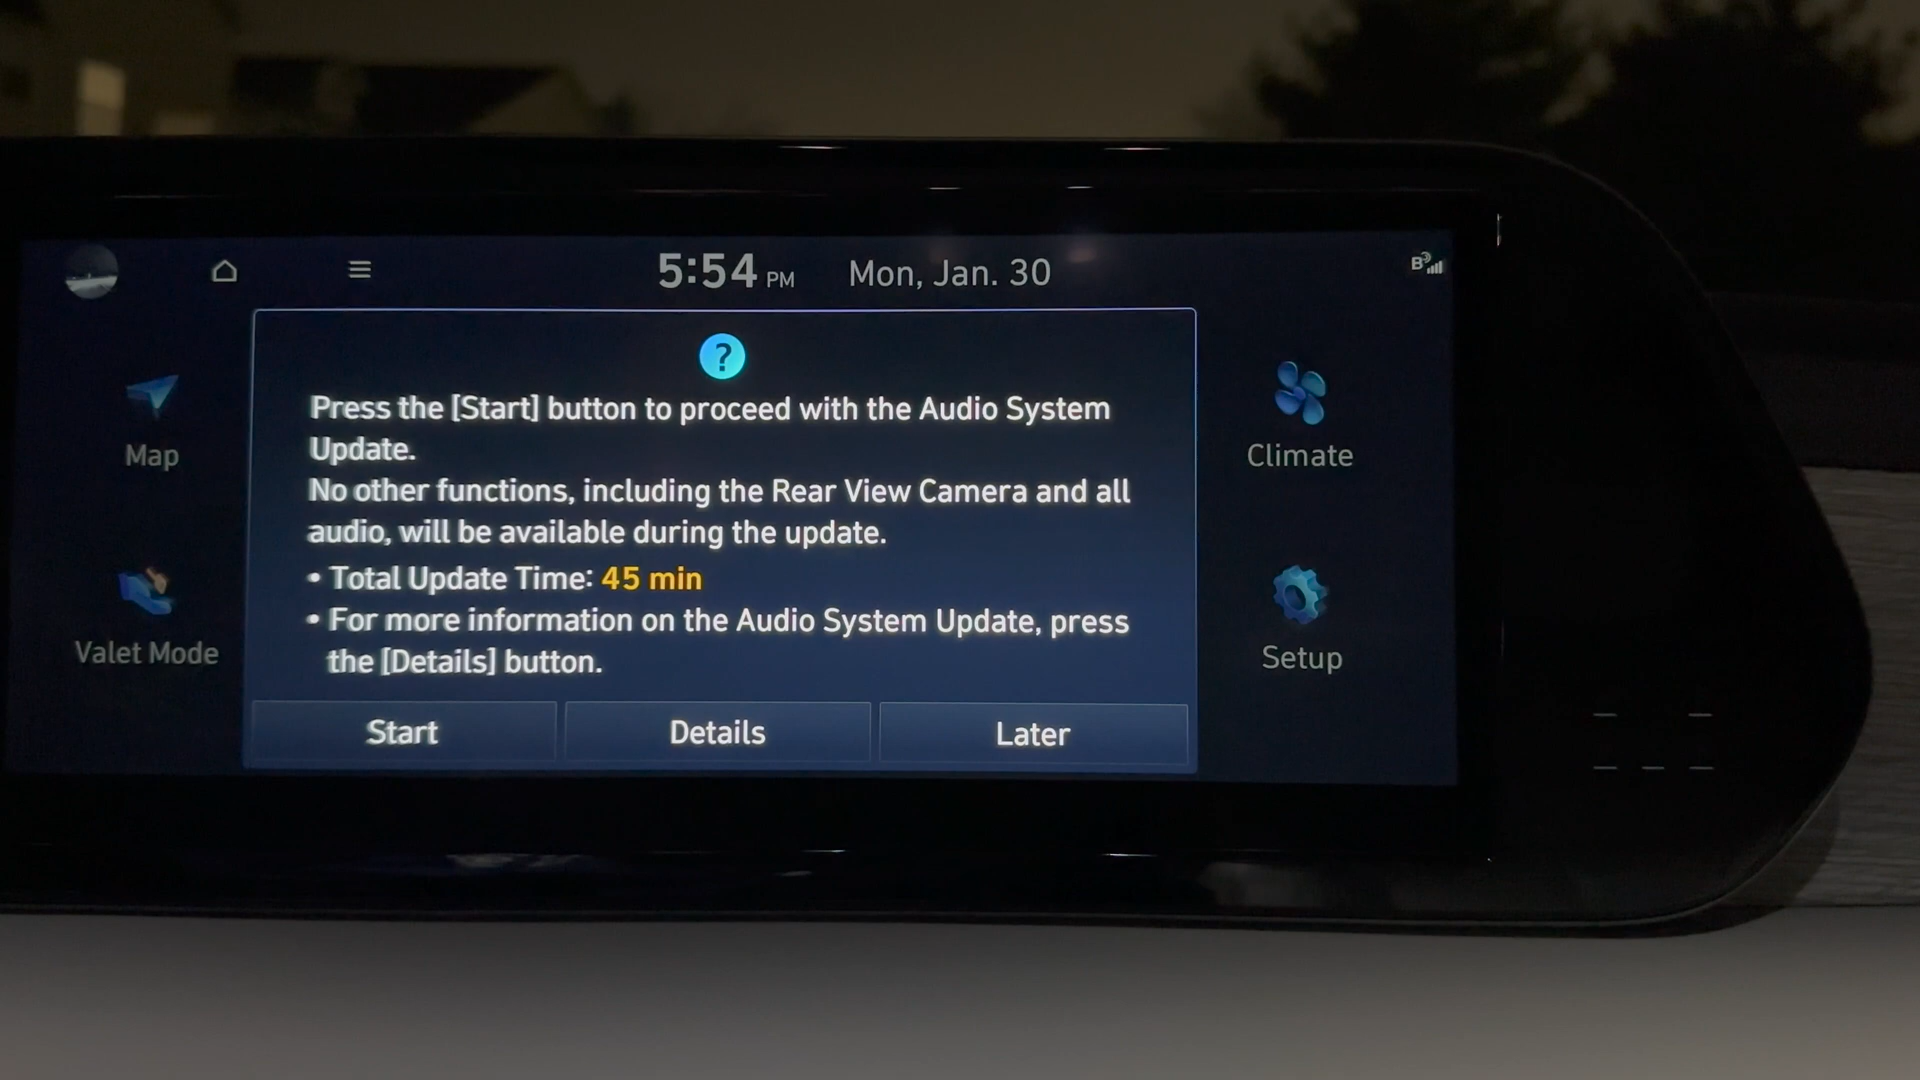 5:54 PM Mon, Jan. 30
B
?
Press the [Start] button to proceed with the Audio System
Update.
No other functions, including the Rear View Camera and all
audio, will be available during the update.
• Total Update Time: 45 min
• For more information on the Audio System Update, press
the [Details] button.
Start
Details
Later
Map
Valet Mode
Climate
Setup